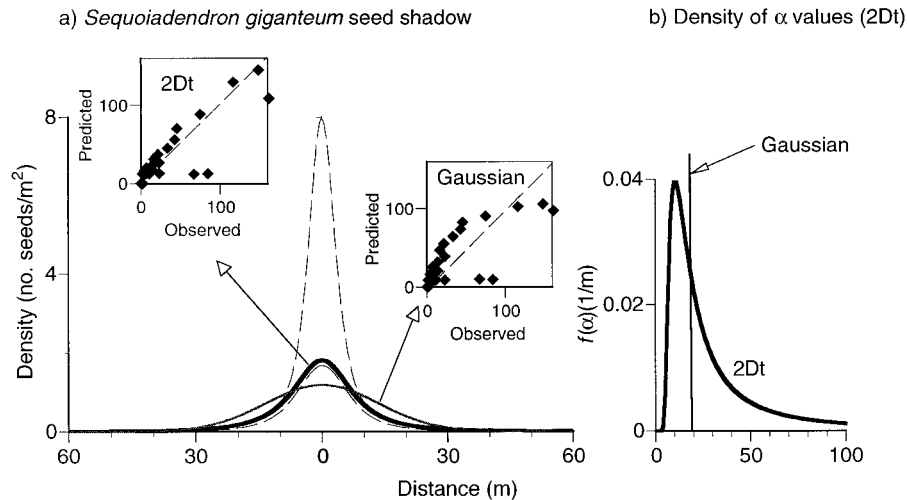 a) Sequoiadendron giganteum seed shadow
b) Density of α values (2Dt)
Density (no. seeds/m²)
8
4
0
60
30
0
30
60
Distance (m)
2Dt
Predicted
100
0
0
100
Observed
Gaussian
Predicted
100
0
0
100
Observed
Gaussian
f(α)(1/m)
0.04
0.02
0
2Dt
0
50
100